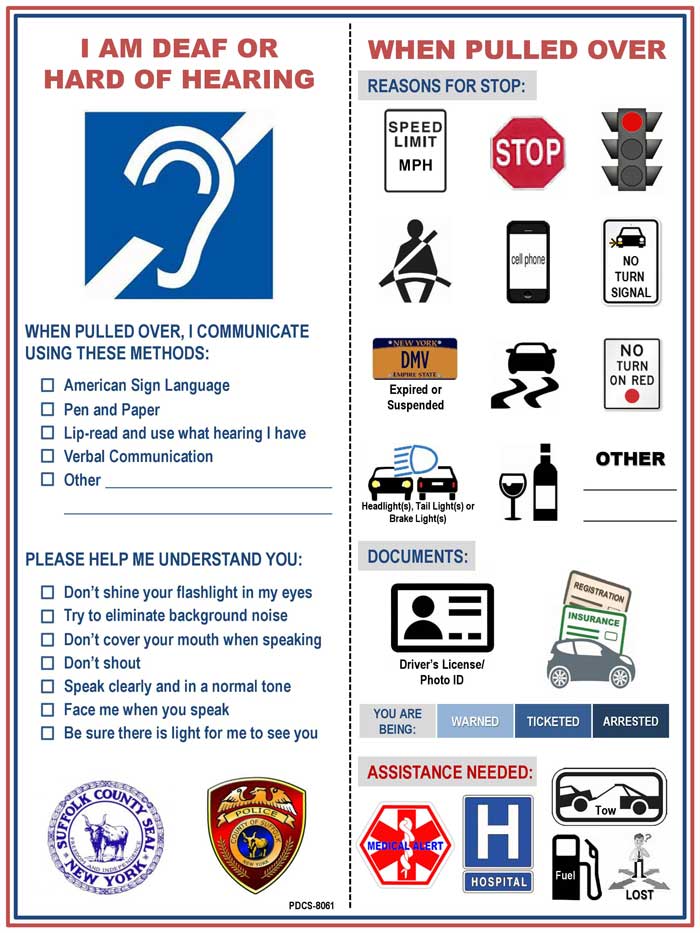 I AM DEAF OR
HARD OF HEARING
WHEN PULLED OVER, I COMMUNICATE
USING THESE METHODS:
American Sign Language
Pen and Paper
Lip-read and use what hearing I have
Verbal Communication
Other
PLEASE HELP ME UNDERSTAND YOU:
Don't shine your flashlight in my eyes
Try to eliminate background noise
Don't cover your mouth when speaking
Don't shout
Speak clearly and in a normal tone
Face me when you speak
Be sure there is light for me to see you
SUFFOLK COUNTY SEAL
NEW YORK
POLICE
COUNTY OF SUFFOLK
NEW YORK
PDCS-8061
WHEN PULLED OVER
REASONS FOR STOP:
SPEED
LIMIT
MPH
STOP
cell phone
NO
TURN
SIGNAL
NEW YORK
DMV
EMPIRE STATE
Expired or
Suspended
NO
TURN
ON RED
Headlight(s), Tail Light(s) or
Brake Light(s)
OTHER
DOCUMENTS:
Driver's License/
Photo ID
REGISTRATION
INSURANCE
YOU ARE
BEING:
WARNED
TICKETED
ARRESTED
ASSISTANCE NEEDED:
MEDICAL ALERT
H
HOSPITAL
Tow
Fuel
LOST